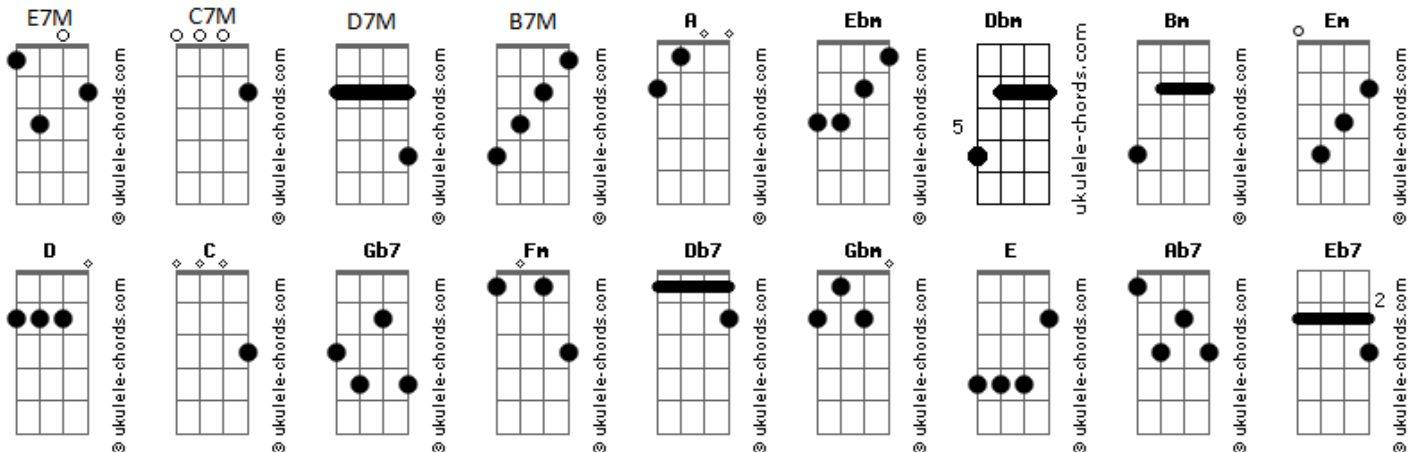 E7M C7M D7M B7M A Ebm Dbm Bm Em
© ukulele-chords.com © ukulele-chords.com © ukulele-chords.com © ukulele-chords.com © ukulele-chords.com © ukulele-chords.com ukulele-chords.com © ukulele-chords.com © ukulele-chords.com
5
D C Gb7 Fm Db7 Gbm E Ab7 Eb7
© ukulele-chords.com © ukulele-chords.com © ukulele-chords.com © ukulele-chords.com © ukulele-chords.com © ukulele-chords.com © ukulele-chords.com © ukulele-chords.com © ukulele-chords.com
2